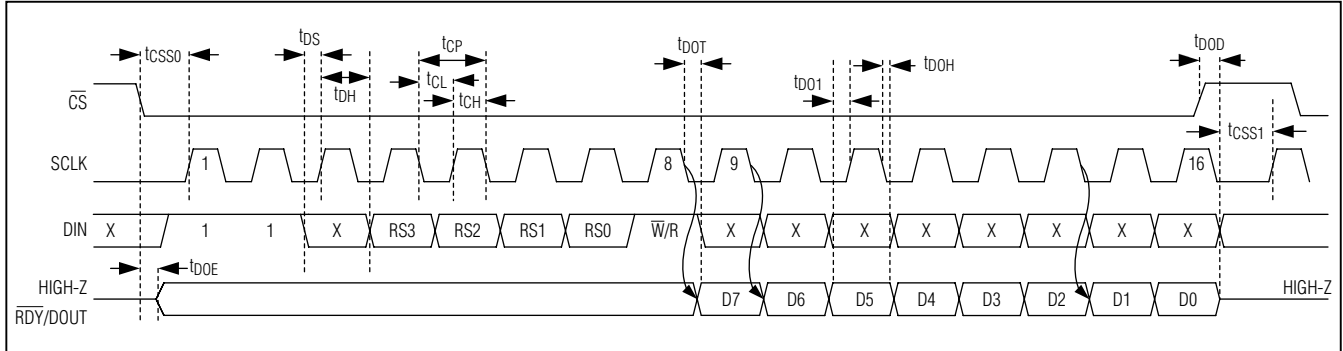 tCSS0 tDS tCP tDOT tDOD
tDH tCL tCH tDO1 tDOH
CS tCSS1
SCLK 1 8 9 16
DIN X 1 1 X RS3 RS2 RS1 RS0 W/R X X X X X X X X
tDOE
HIGH-Z D7 D6 D5 D4 D3 D2 D1 D0 HIGH-Z
RDY/DOUT